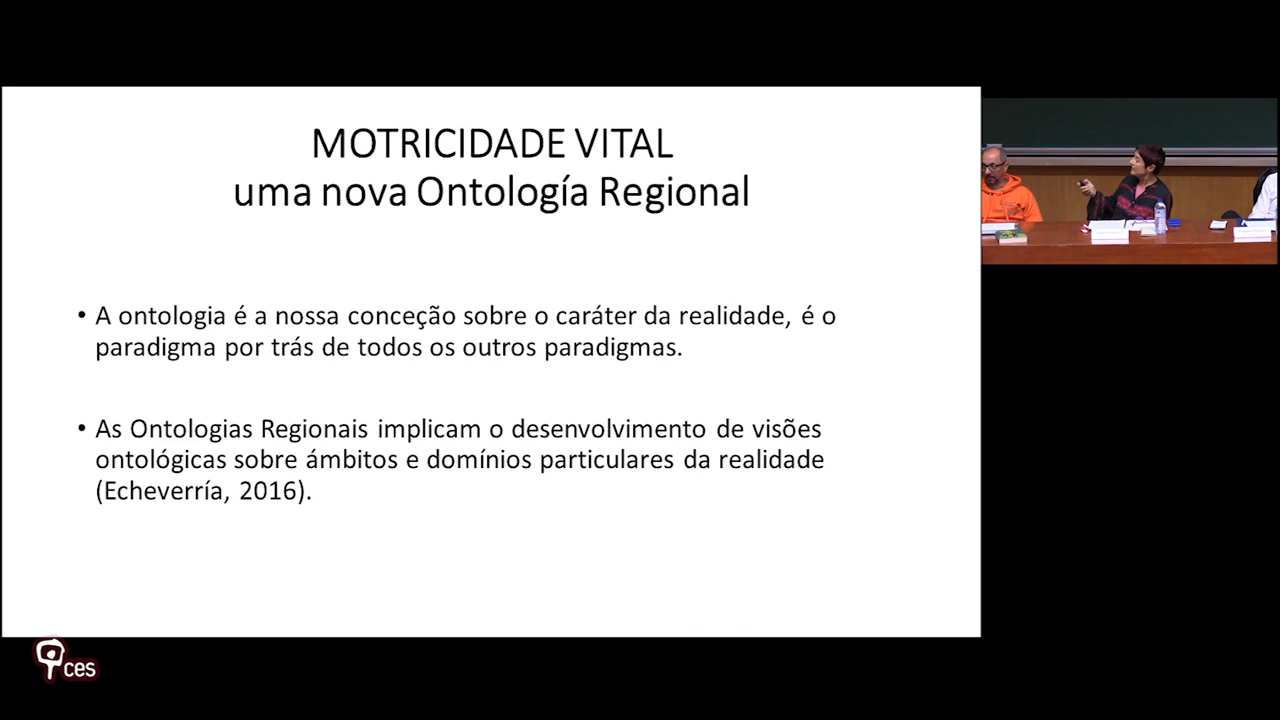 MOTRICIDADE VITAL
uma nova Ontología Regional
• A ontologia é a nossa conceção sobre o caráter da realidade, é o
paradigma por trás de todos os outros paradigmas.
• As Ontologias Regionais implicam o desenvolvimento de visões
ontológicas sobre âmbitos e domínios particulares da realidade
(Echeverría, 2016).
ces